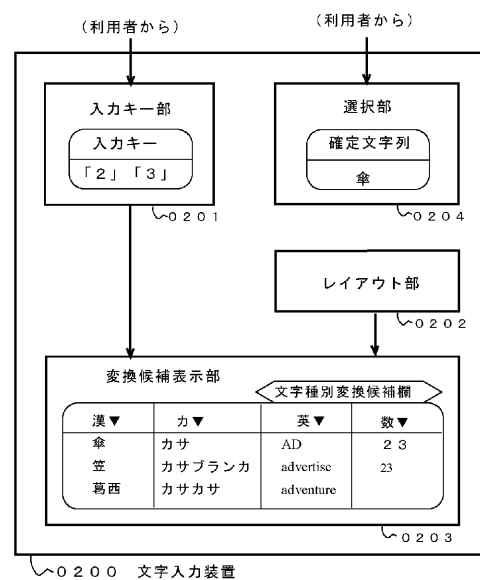 (利用者から)
(利用者から)
入力キー部
入力キー
「2」「3」
0201
選択部
確定文字列
傘
0204
レイアウト部
0202
変換候補表示部
文字種別変換候補欄
漢▼ カ▼ 英▼ 数▼
傘 カサ AD 23
笠 カサブランカ advertise 23
葛西 カサカサ adventure
0203
0200 文字入力装置